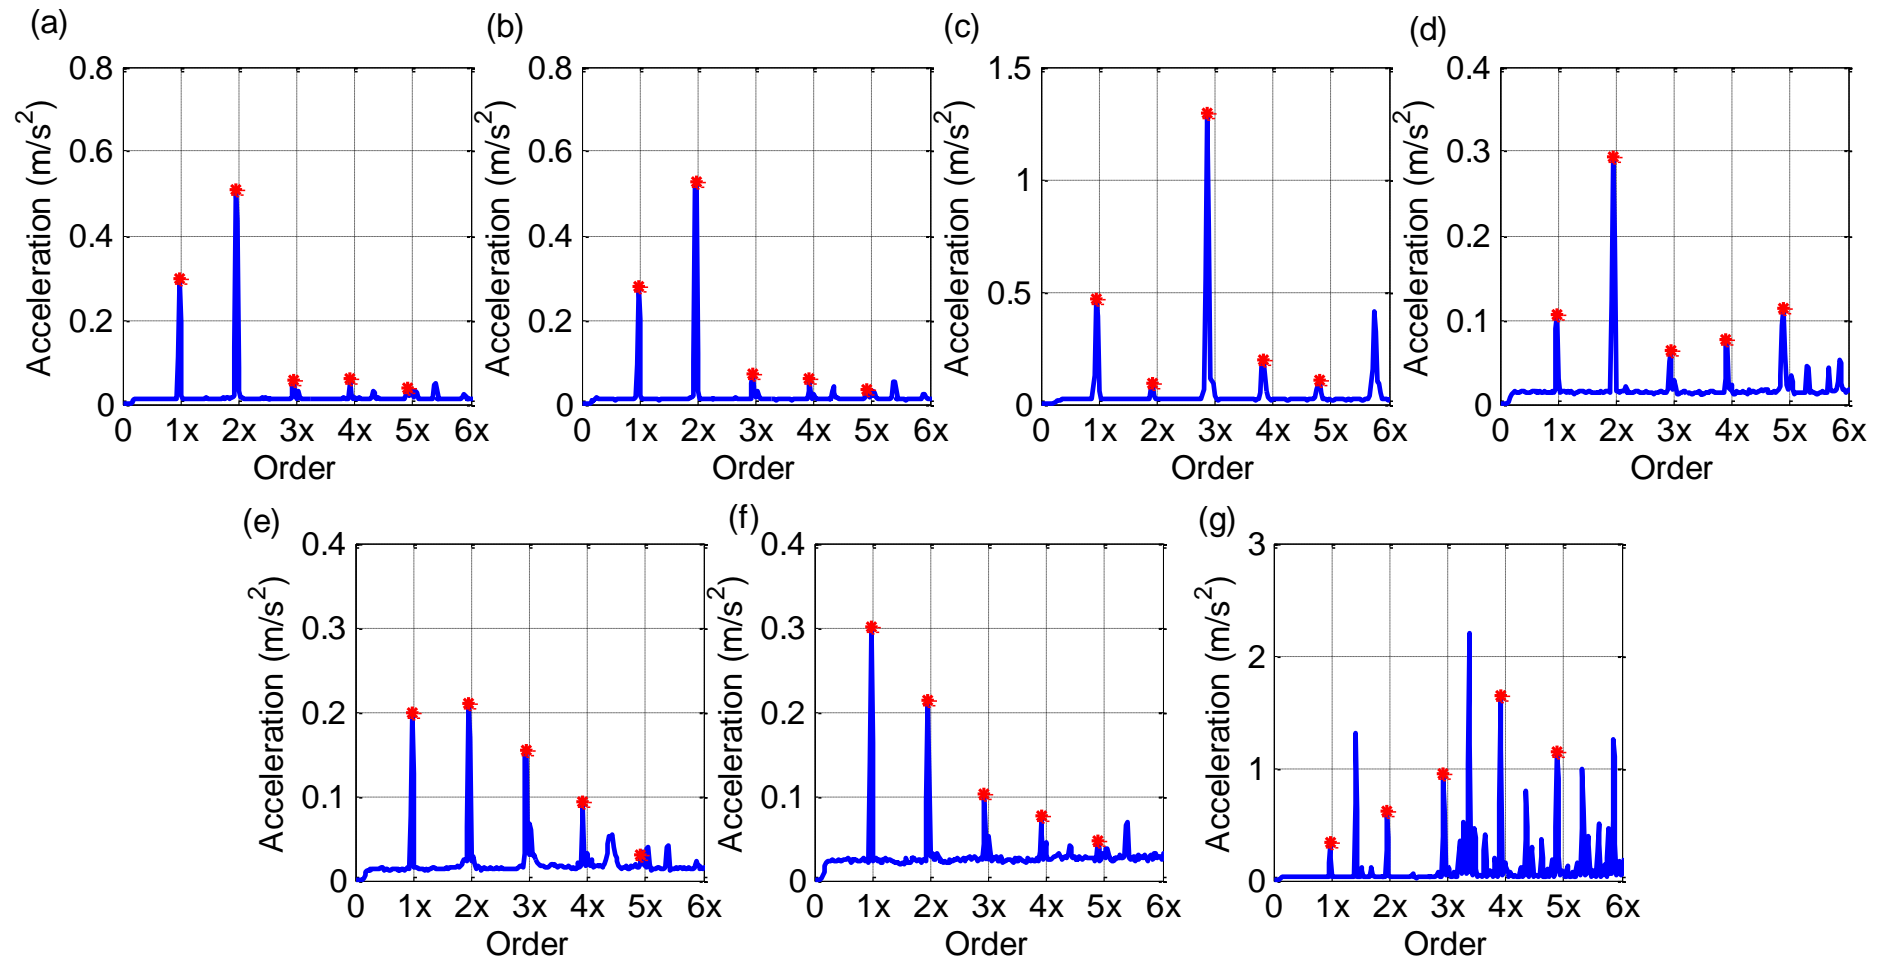 (a)
0.8
0.6
0.4
0.2
0
0 1x 2x 3x 4x 5x 6x
Order
Acceleration (m/s²)
(b)
0.8
0.6
0.4
0.2
0
0 1x 2x 3x 4x 5x 6x
Order
Acceleration (m/s²)
(c)
1.5
1
0.5
0
0 1x 2x 3x 4x 5x 6x
Order
Acceleration (m/s²)
(d)
0.4
0.3
0.2
0.1
0
0 1x 2x 3x 4x 5x 6x
Order
Acceleration (m/s²)
(e)
0.4
0.3
0.2
0.1
0
0 1x 2x 3x 4x 5x 6x
Order
Acceleration (m/s²)
(f)
0.4
0.3
0.2
0.1
0
0 1x 2x 3x 4x 5x 6x
Order
Acceleration (m/s²)
(g)
3
2
1
0
0 1x 2x 3x 4x 5x 6x
Order
Acceleration (m/s²)